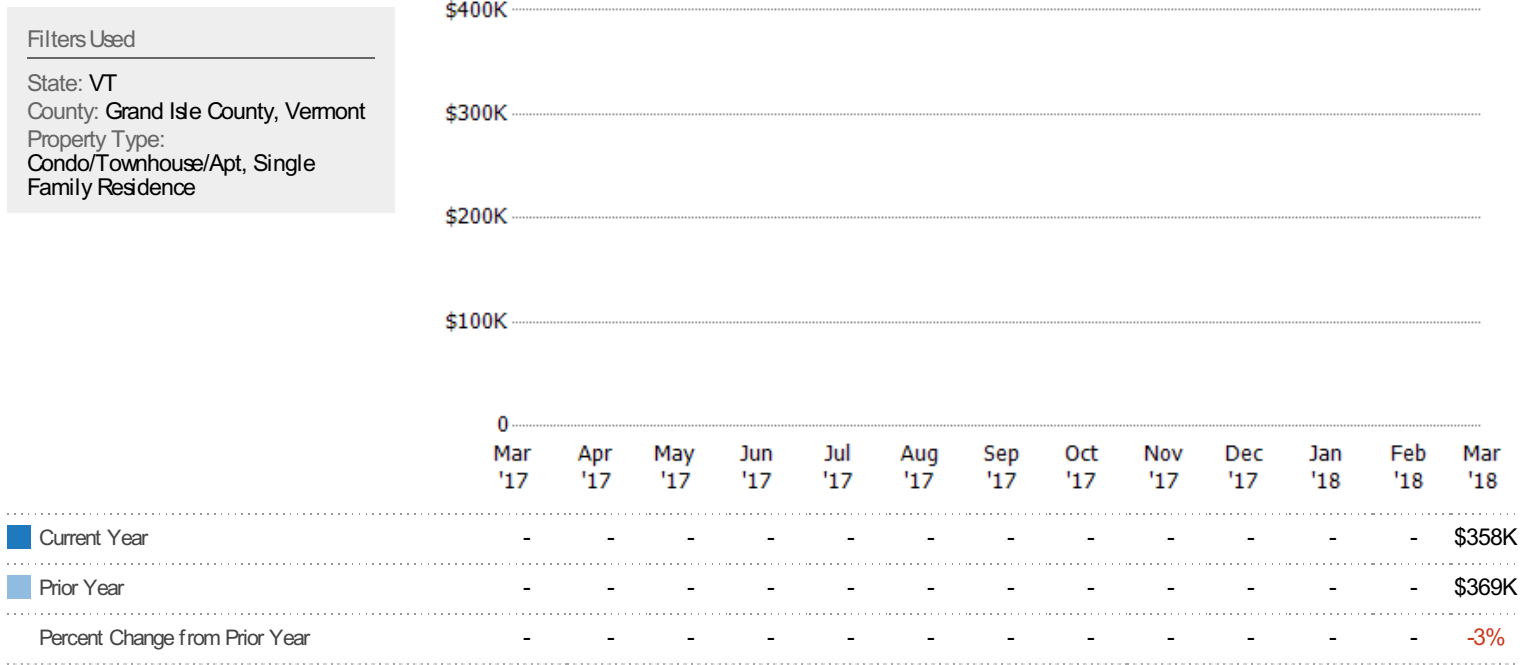 Filters Used
State: VT
County: Grand Isle County, Vermont
Property Type:
Condo/Townhouse/Apt, Single
Family Residence
$400K
$300K
$200K
$100K
0
Mar Apr May Jun Jul Aug Sep Oct Nov Dec Jan Feb Mar
'17 '17 '17 '17 '17 '17 '17 '17 '17 '17 '18 '18 '18
Current Year - - - - - - - - - - - - $358K
Prior Year - - - - - - - - - - - - $369K
Percent Change from Prior Year - - - - - - - - - - - - -3%